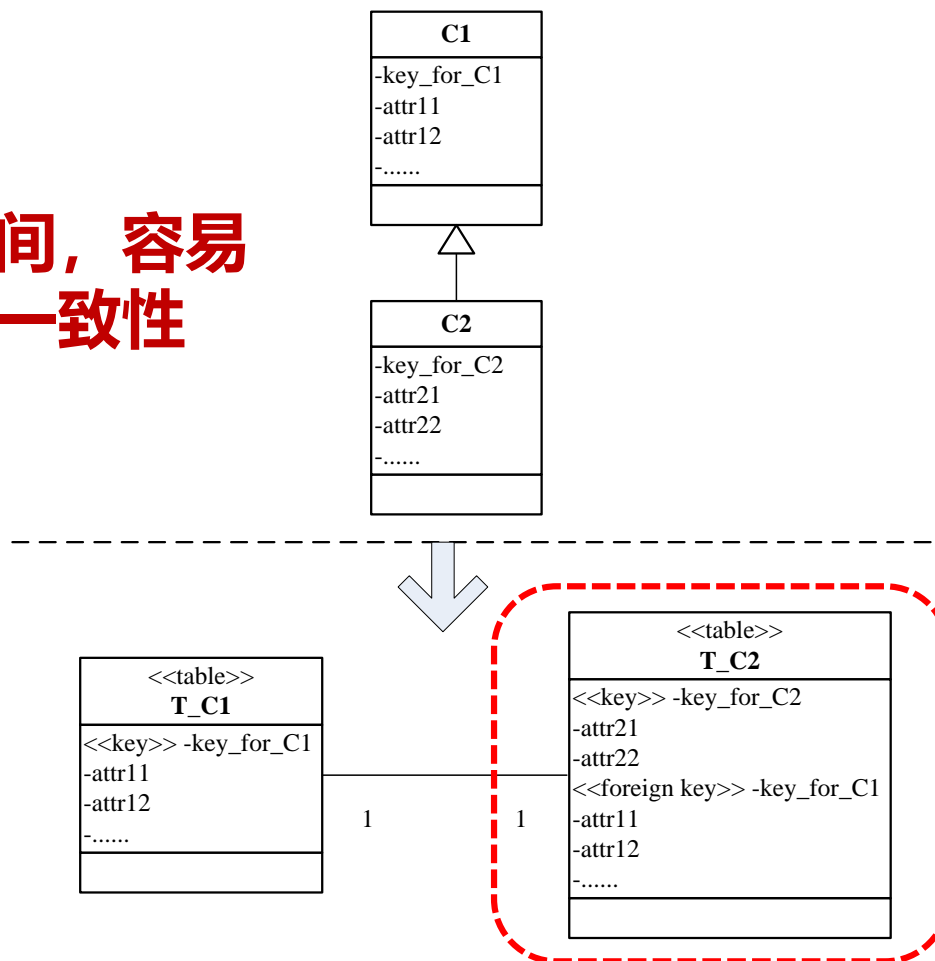 C1
-key_for_C1
-attr11
-attr12
-......
间，容易
一致性
C2
-key_for_C2
-attr21
-attr22
-......
<<table>>
T_C1
<<key>> -key_for_C1
-attr11
-attr12
-......
1
1
<<table>>
T_C2
<<key>> -key_for_C2
-attr21
-attr22
<<foreign key>> -key_for_C1
-attr11
-attr12
-......